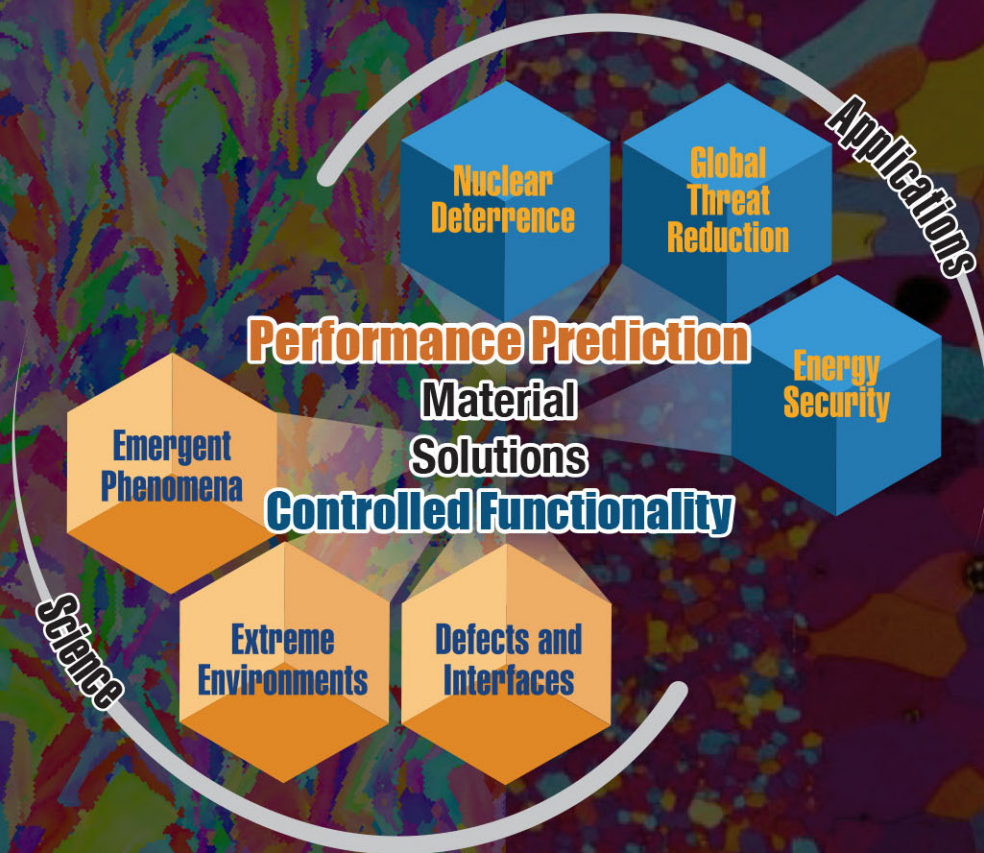 Applications
Nuclear
Deterrence
Global
Threat
Reduction
Energy
Security
Performance Prediction
Material
Solutions
Controlled Functionality
Emergent
Phenomena
Extreme
Environments
Defects and
Interfaces
Science